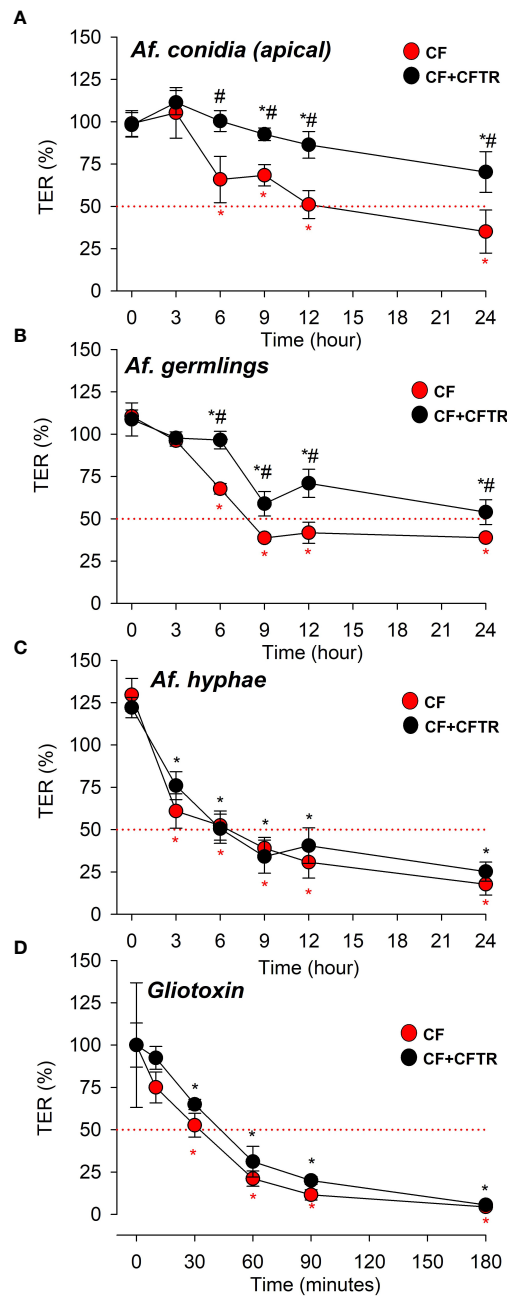 A
Af. conidia (apical)
CF
CF+CFTR
TER (%)
150
125
100
75
50
25
0
#
*#
*#
*#
*
*
*
*
0 3 6 9 12 15 18 21 24
Time (hour)
B
Af. germlings
CF
CF+CFTR
TER (%)
150
125
100
75
50
25
0
*#
*#
*#
*#
*
*
*
*
0 3 6 9 12 15 18 21 24
Time (hour)
C
Af. hyphae
CF
CF+CFTR
TER (%)
150
125
100
75
50
25
0
*
*
*
*
*
*
*
*
*
*
0 3 6 9 12 15 18 21 24
Time (hour)
D
Gliotoxin
CF
CF+CFTR
TER (%)
150
125
100
75
50
25
0
*
*
*
*
*
*
*
*
0 30 60 90 120 150 180
Time (minutes)